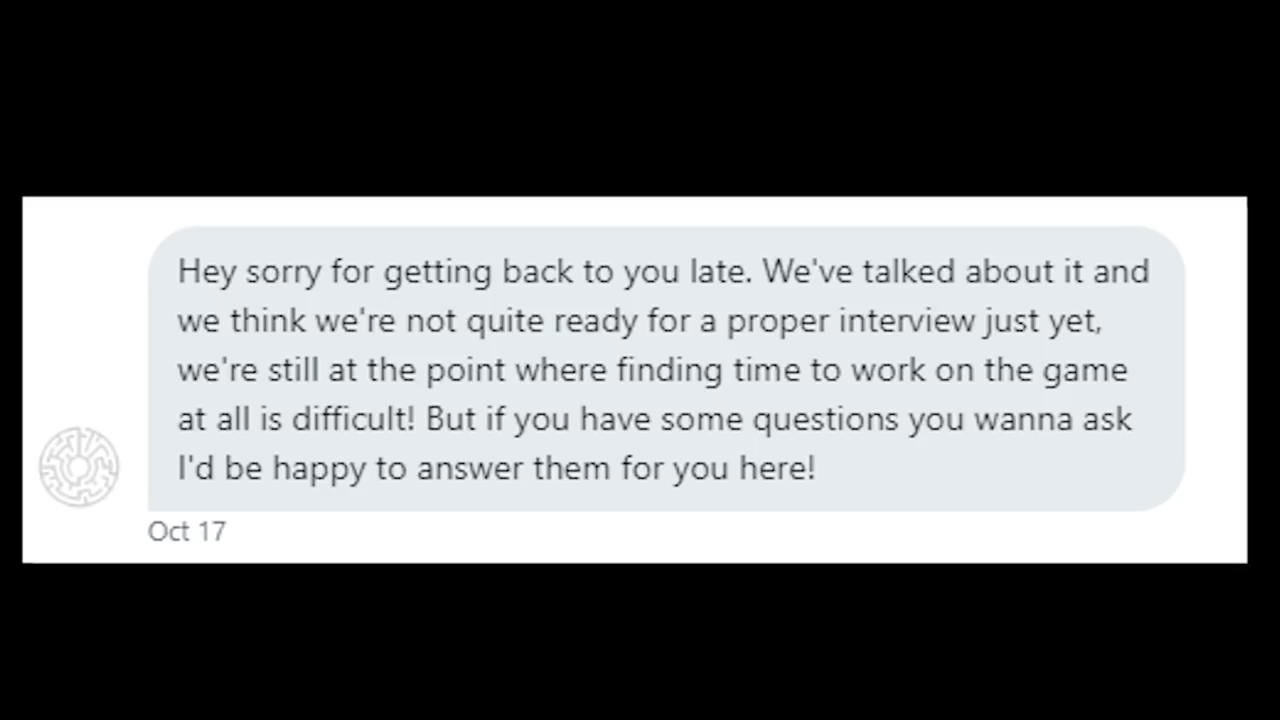 Hey sorry for getting back to you late. We've talked about it and
we think we're not quite ready for a proper interview just yet,
we're still at the point where finding time to work on the game
at all is difficult! But if you have some questions you wanna ask
I'd be happy to answer them for you here!
Oct 17